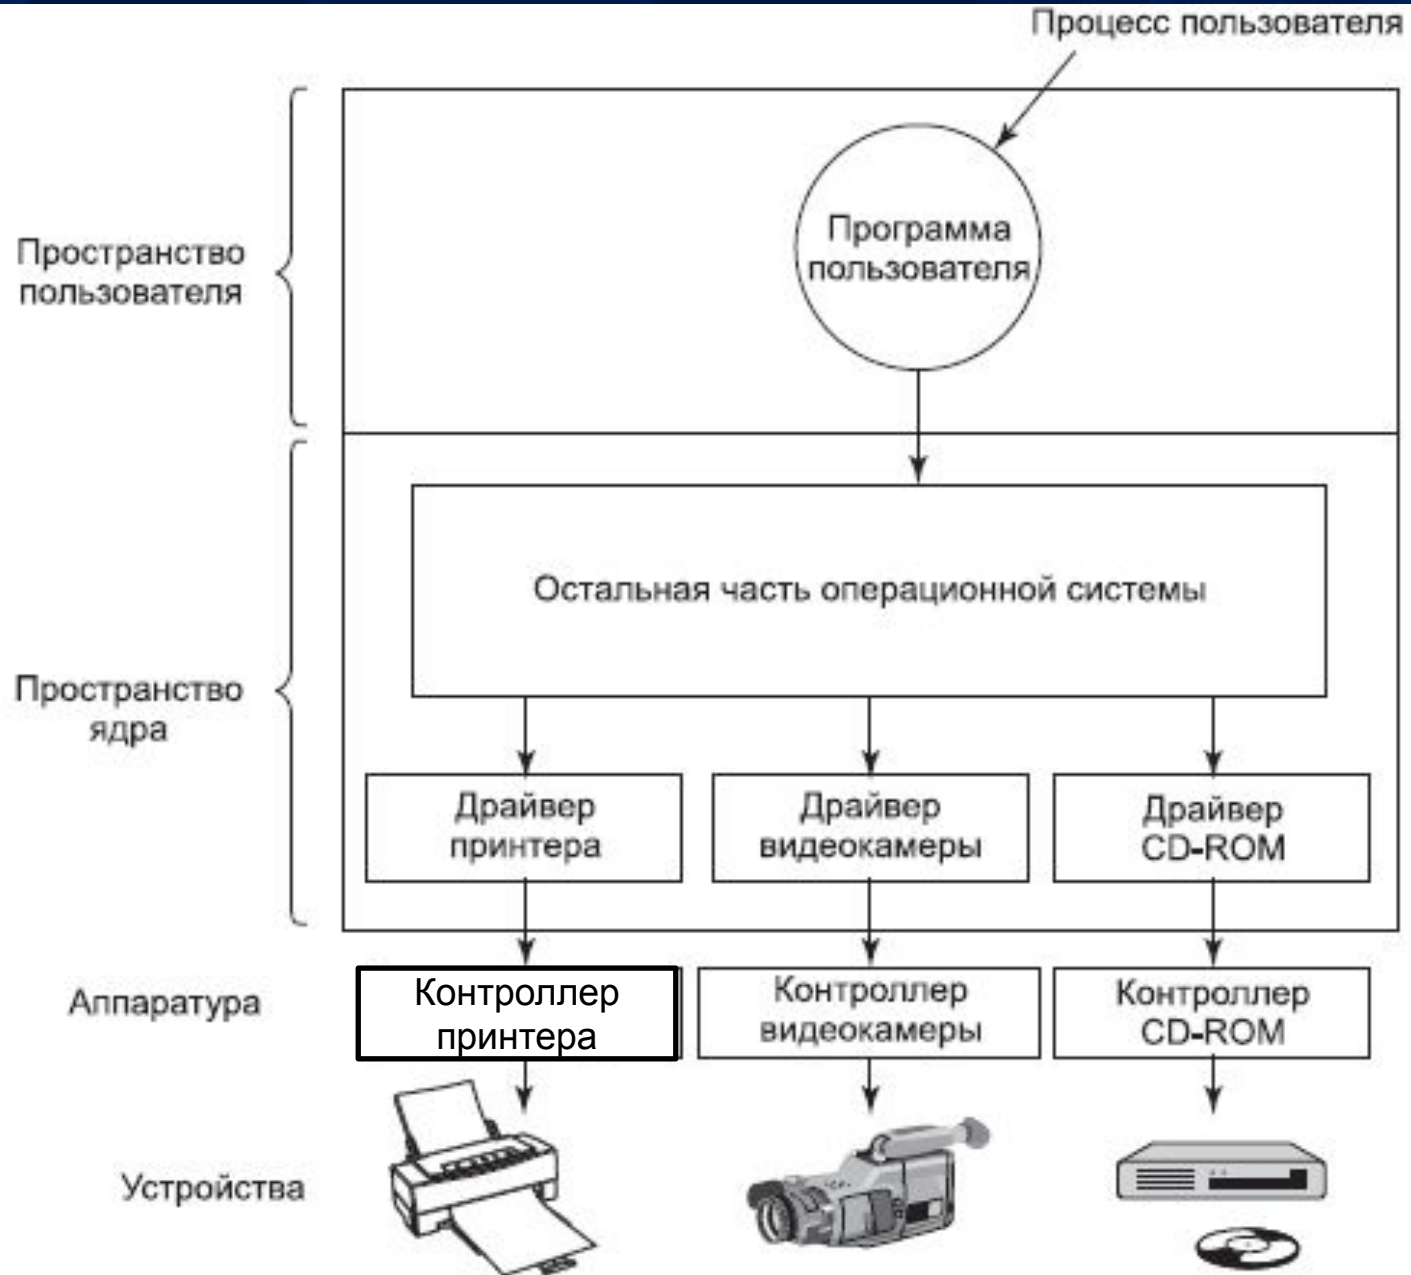 Процесс пользователя
Программа
пользователя
Пространство
пользователя
Остальная часть операционной системы
Пространство
ядра
Драйвер
принтера
Драйвер
видеокамеры
Драйвер
CD-ROM
Аппаратура
Контроллер
принтера
Контроллер
видеокамеры
Контроллер
CD-ROM
Устройства